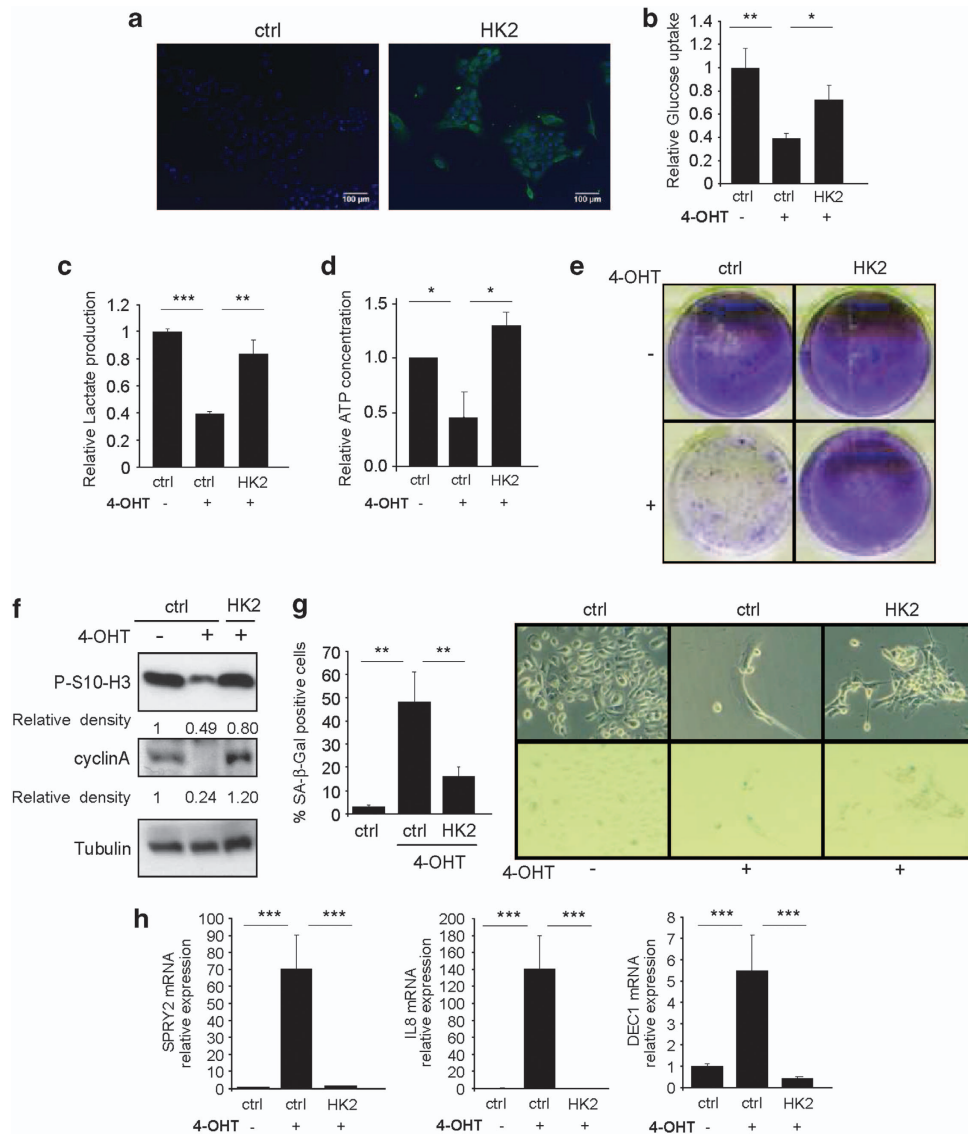 a
ctrl
HK2
100 µm
100 µm
b
Relative Glucose uptake
** *
1.2
1
0.8
0.6
0.4
0.2
0
ctrl ctrl HK2
4-OHT - + +
c
Relative Lactate production
*** **
1.2
1
0.8
0.6
0.4
0.2
0
ctrl ctrl HK2
4-OHT - + +
d
Relative ATP concentration
* *
1.5
1.0
0.5
0.0
ctrl ctrl HK2
4-OHT - + +
e
4-OHT ctrl HK2
-
+
f
ctrl HK2
4-OHT - + +
P-S10-H3
Relative density 1 0.49 0.80
cyclinA
Relative density 1 0.24 1.20
Tubulin
g
% SA-β-Gal positive cells
** **
70
60
50
40
30
20
10
0
ctrl ctrl HK2
4-OHT
ctrl ctrl HK2
4-OHT - + +
h
SPRY2 mRNA
relative expression
*** ***
100
90
80
70
60
50
40
30
20
10
0
ctrl ctrl HK2
4-OHT - + +
IL8 mRNA
relative expression
*** ***
200
180
160
140
120
100
80
60
40
20
0
ctrl ctrl HK2
4-OHT - + +
DEC1 mRNA
relative expression
*** ***
8
7
6
5
4
3
2
1
0
ctrl ctrl HK2
4-OHT - + +